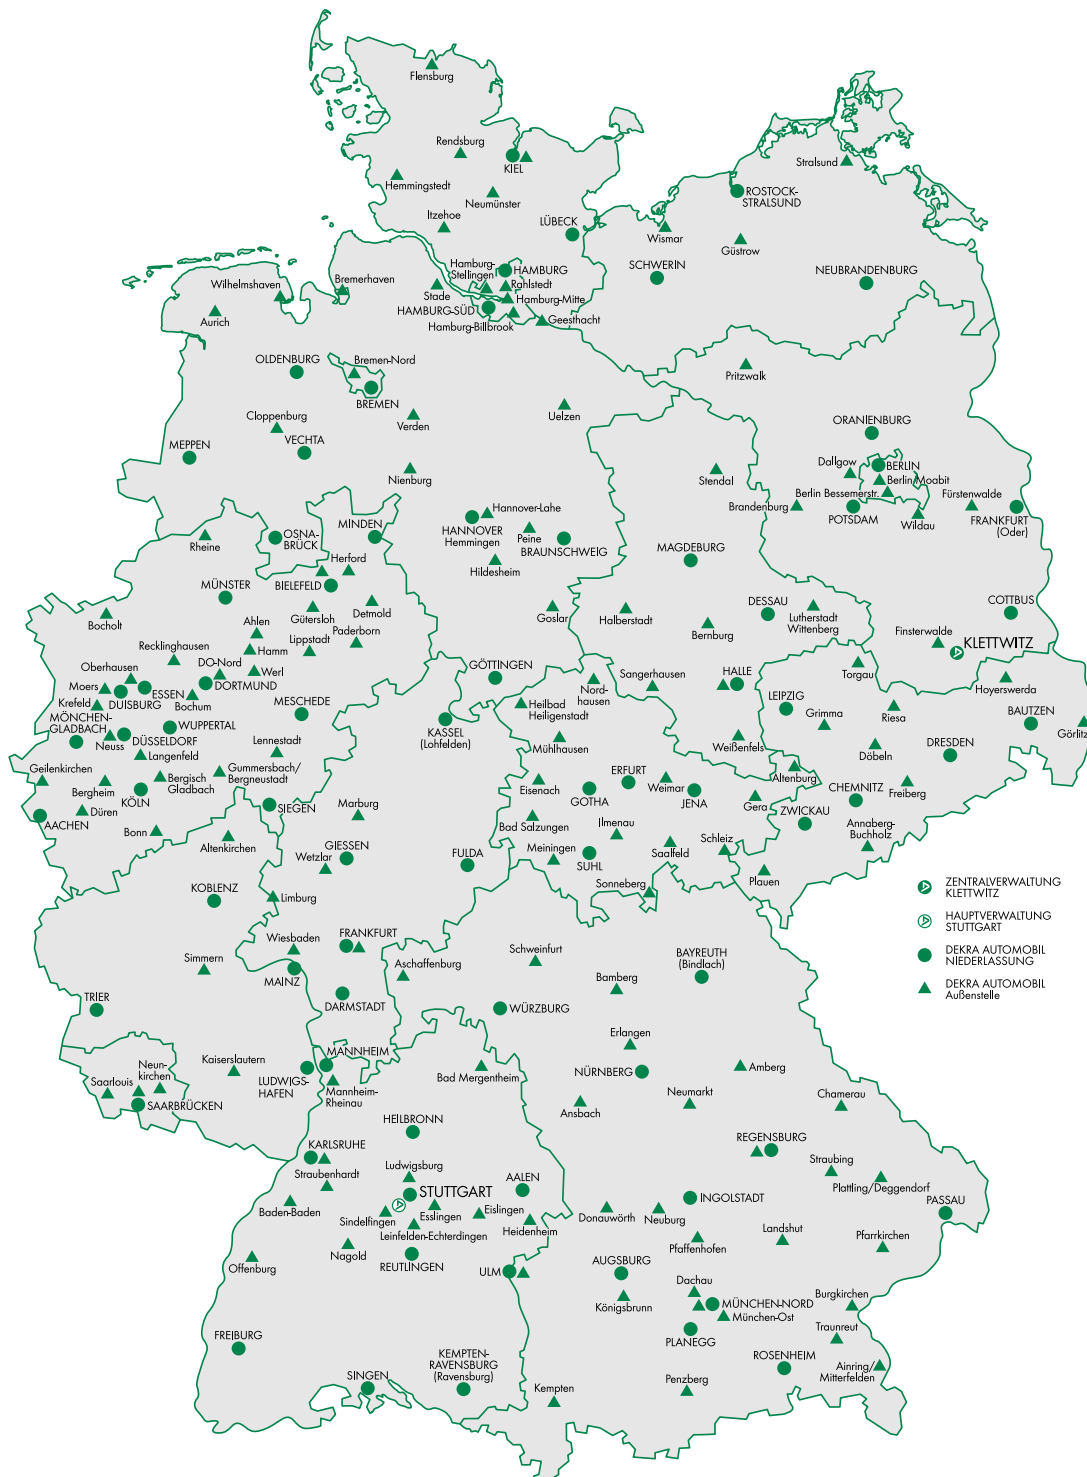 Flensburg
Rendsburg
KIEL
Stralsund
Hemmingstedt
Neumünster
ROSTOCK-
STRALSUND
Itzehoe
LÜBECK
Wismar
Güstrow
Hamburg-
Stellingen
HAMBURG
SCHWERIN
NEUBRANDENBURG
Wilhelmshaven
Bremerhaven
Stade
Rahlstedt
Hamburg-Mitte
HAMBURG-SÜD
Geesthacht
Aurich
Hamburg-Billbrook
OLDENBURG
Bremen-Nord
Pritzwalk
BREMEN
Cloppenburg
Verden
Uelzen
ORANIENBURG
MEPPEN
VECHTA
Nienburg
Stendal
Dallgow
BERLIN
Berlin Moabit
Berlin Bessemerstr.
Fürstenwalde
Brandenburg
POTSDAM
Wildau
FRANKFURT
(Oder)
Hannover-Lahe
HANNOVER
Hemmingen
Peine
BRAUNSCHWEIG
Hildesheim
MINDEN
OSNA-
BRÜCK
Rheine
MAGDEBURG
Herford
MÜNSTER
BIELEFELD
Gütersloh
Detmold
Goslar
Halberstadt
DESSAU
Lutherstadt
Wittenberg
COTTBUS
Bocholt
Ahlen
Lippstadt
Paderborn
Bernburg
Finsterwalde
KLETTWITZ
Recklinghausen
Hamm
Oberhausen
DO-Nord
Werl
GÖTTINGEN
Sangerhausen
HALLE
Torgau
Hoyerswerda
Moers
ESSEN
DORTMUND
Nord-
hausen
LEIPZIG
Krefeld
DUISBURG
Bochum
MESCHEDE
Heilbad
Heiligenstadt
Riesa
BAUTZEN
MÖNCHEN-
GLADBACH
WUPPERTAL
KASSEL
(Lohfelden)
Grimma
Görlitz
Neuss
DÜSSELDORF
Langenfeld
Lennestadt
Mühlhausen
Weißenfels
Döbeln
DRESDEN
Geilenkirchen
Bergheim
KÖLN
Bergisch
Gladbach
Gummersbach/
Bergneustadt
Eisenach
GOTHA
ERFURT
Weimar
JENA
Altenburg
Gera
CHEMNITZ
Freiberg
AACHEN
Düren
SIEGEN
Marburg
Bad Salzungen
Ilmenau
ZWICKAU
Bonn
Altenkirchen
Annaberg-
Buchholz
Wetzlar
GIESSEN
FULDA
Meiningen
SUHL
Saalfeld
Schleiz
Plauen
KOBLENZ
Limburg
Sonneberg
ZENTRALVERWALTUNG
KLETTWITZ
HAUPTVERWALTUNG
STUTTGART
DEKRA AUTOMOBIL
NIEDERLASSUNG
DEKRA AUTOMOBIL
Außenstelle
Wiesbaden
FRANKFURT
Simmern
MAINZ
Aschaffenburg
Schweinfurt
BAYREUTH
(Bindlach)
Bamberg
TRIER
DARMSTADT
WÜRZBURG
Erlangen
Kaiserslautern
MANNHEIM
LUDWIGS-
HAFEN
Mannheim-
Rheinau
Bad Mergentheim
NÜRNBERG
Amberg
Neun-
kirchen
Saarlouis
SAARBRÜCKEN
Ansbach
Neumarkt
Chamerau
HEILBRONN
KARLSRUHE
REGENSBURG
Straubing
Straubenhardt
Ludwigsburg
STUTTGART
AALEN
Plattling/Deggendorf
INGOLSTADT
PASSAU
Baden-Baden
Sindelfingen
Esslingen
Eislingen
Heidenheim
Donauwörth
Neuburg
Leinfelden-Echterdingen
Pfaffenhofen
Landshut
Pfarrkirchen
Nagold
REUTLINGEN
Offenburg
ULM
AUGSBURG
Königsbrunn
Dachau
MÜNCHEN-NORD
München-Ost
Burgkirchen
PLANEGG
Traunreut
FREIBURG
KEMPTEN-
RAVENSBURG
(Ravensburg)
SINGEN
Kempten
Penzberg
ROSENHEIM
Ainring/
Mitterfelden